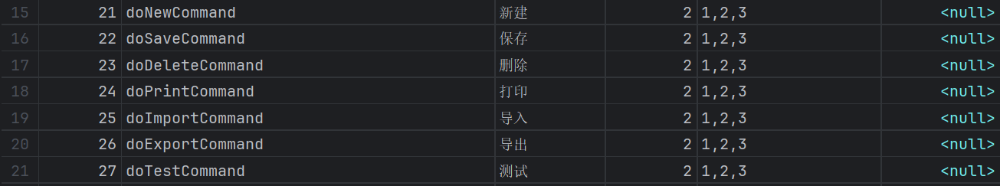 15 21 doNewCommand 新建 2 1,2,3 <null>
16 22 doSaveCommand 保存 2 1,2,3 <null>
17 23 doDeleteCommand 删除 2 1,2,3 <null>
18 24 doPrintCommand 打印 2 1,2,3 <null>
19 25 doImportCommand 导入 2 1,2,3 <null>
20 26 doExportCommand 导出 2 1,2,3 <null>
21 27 doTestCommand 测试 2 1,2,3 <null>